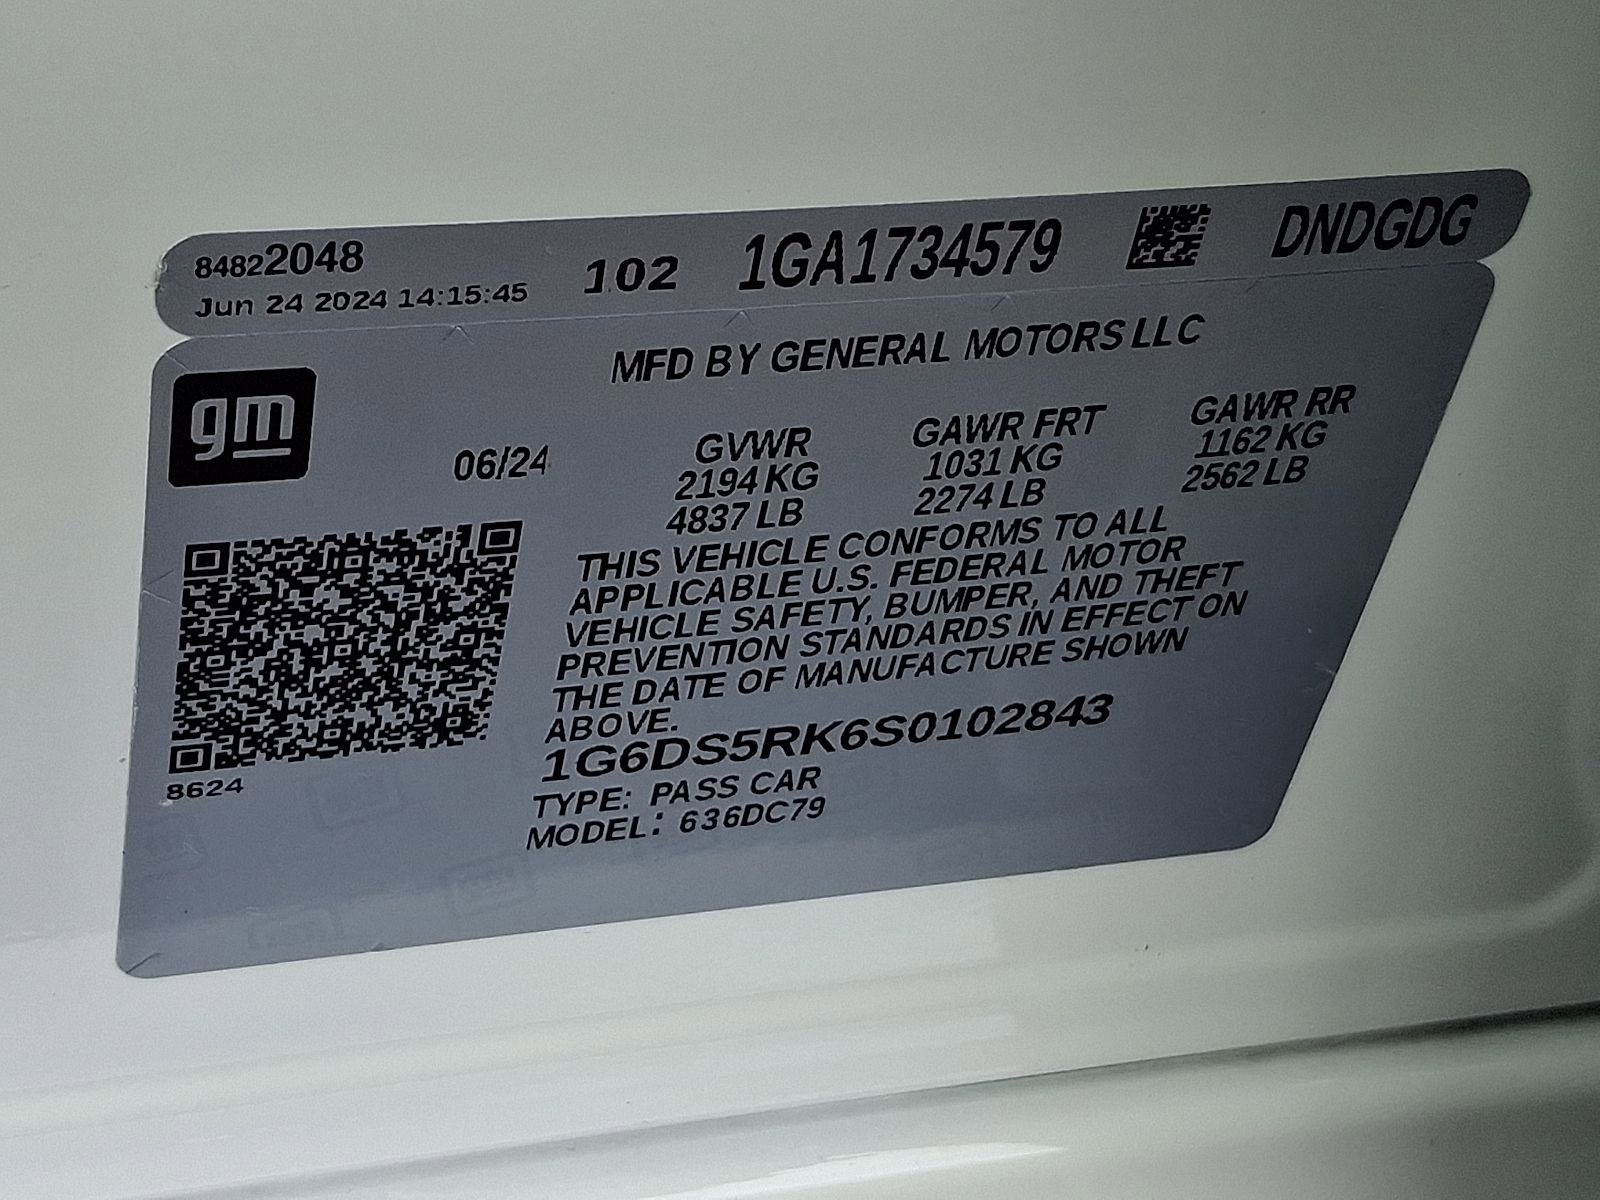 84822048
Jun 24 2024 14:15:45
102
1GA1734579
DNDGDG
MFD BY GENERAL MOTORS LLC
gm
06/24
GVWR
2194 KG
4837 LB
GAWR FRT
1031 KG
2274 LB
GAWR RR
1162 KG
2562 LB
THIS VEHICLE CONFORMS TO ALL
APPLICABLE U.S. FEDERAL MOTOR
VEHICLE SAFETY, BUMPER, AND THEFT
PREVENTION STANDARDS IN EFFECT ON
THE DATE OF MANUFACTURE SHOWN
ABOVE.
1G6DS5RK6S0102843
TYPE: PASS CAR
MODEL: 636DC79
8624